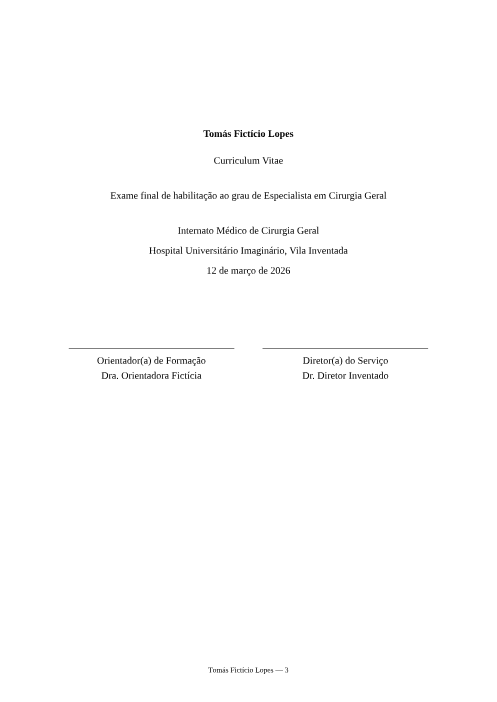 Tomás Fictício Lopes
Curriculum Vitae
Exame final de habilitação ao grau de Especialista em Cirurgia Geral
Internato Médico de Cirurgia Geral
Hospital Universitário Imaginário, Vila Inventada
12 de março de 2026
Orientador(a) de Formação
Dra. Orientadora Fictícia
Diretor(a) do Serviço
Dr. Diretor Inventado
Tomás Fictício Lopes — 3